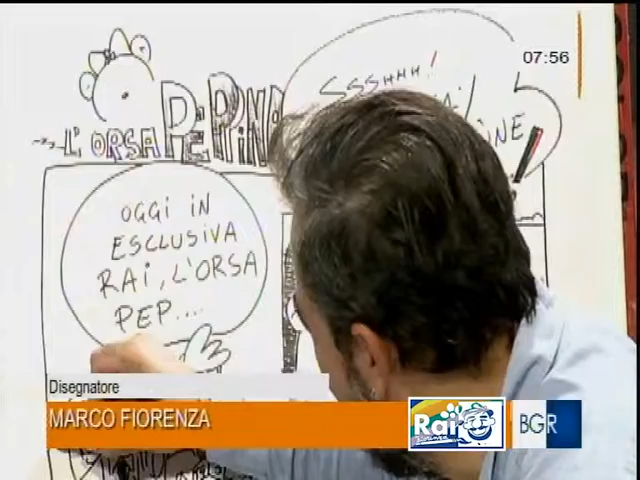 07:56
SSSHHH!
L'ORSA PEPPINA
OGGI IN
ESCLUSIVA
RAI, L'ORSA
PEP....
Disegnatore
MARCO FIORENZA
Rai
BGR